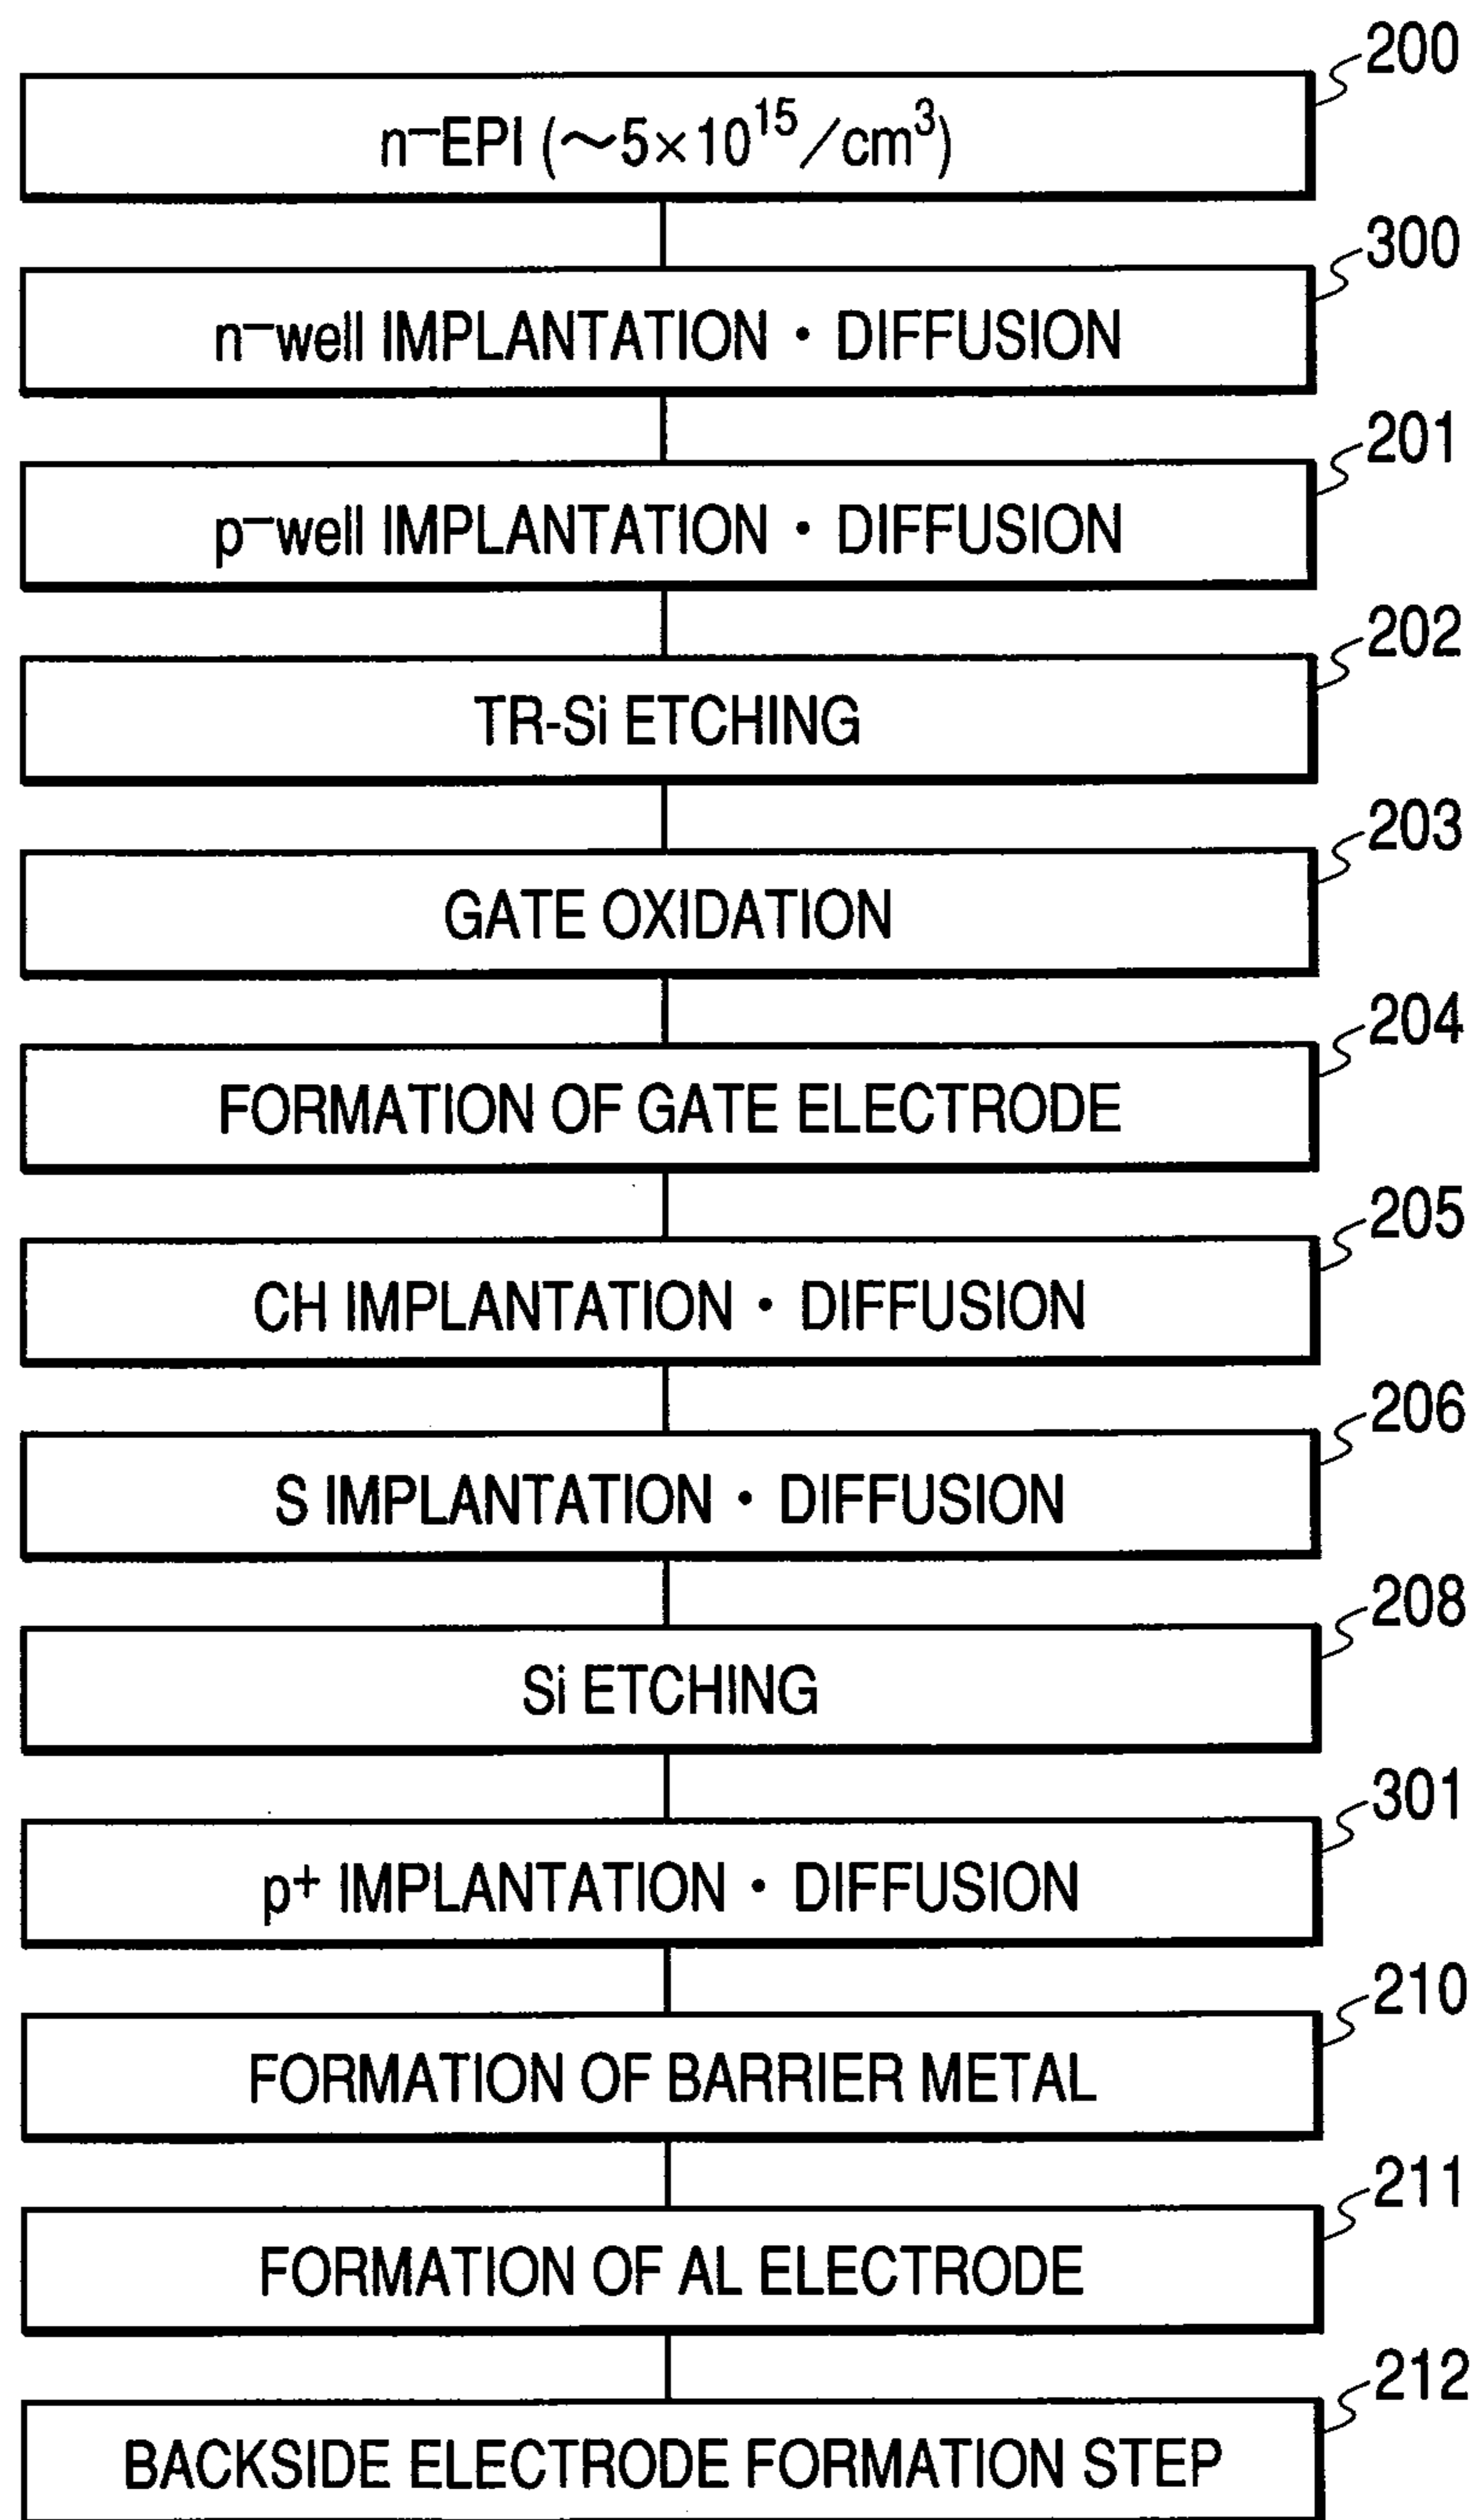 200
n⁻EPI (～5×10¹⁵/cm³)
300
n⁻well IMPLANTATION・DIFFUSION
201
p⁻well IMPLANTATION・DIFFUSION
202
TR-Si ETCHING
203
GATE OXIDATION
204
FORMATION OF GATE ELECTRODE
205
CH IMPLANTATION・DIFFUSION
206
S IMPLANTATION・DIFFUSION
208
Si ETCHING
301
p⁺ IMPLANTATION・DIFFUSION
210
FORMATION OF BARRIER METAL
211
FORMATION OF AL ELECTRODE
212
BACKSIDE ELECTRODE FORMATION STEP